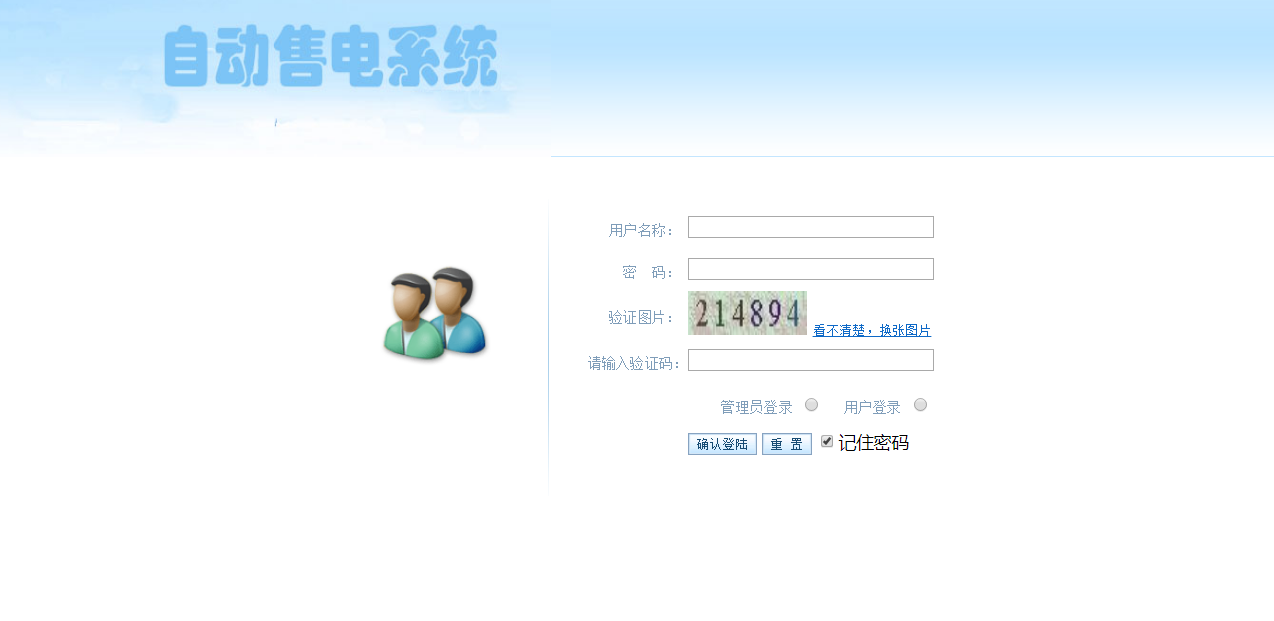 自动售电系统
用户名称：
密　码：
验证图片： 214894 看不清楚，换张图片
请输入验证码：
管理员登录 用户登录
确认登陆 重 置 记住密码